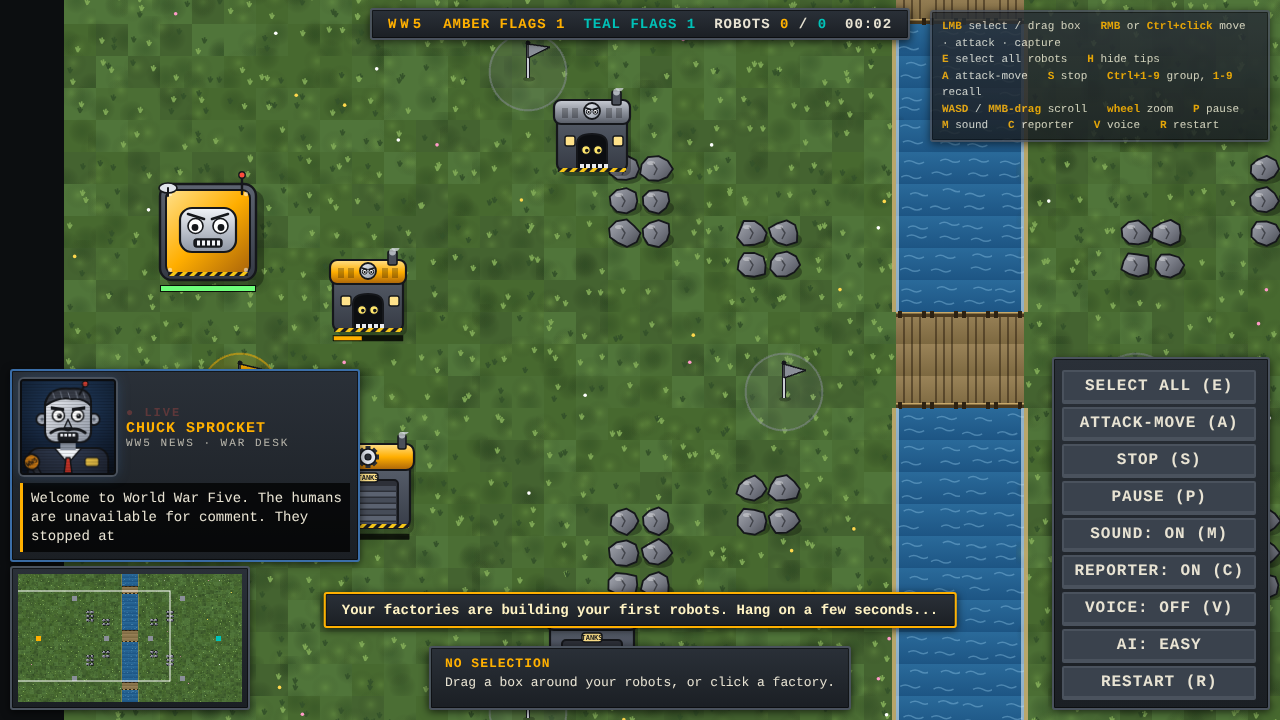 WW5 AMBER FLAGS 1 TEAL FLAGS 1 ROBOTS 0 / 0 00:02
LMB select / drag box RMB or Ctrl+click move
· attack · capture
E select all robots H hide tips
A attack-move S stop Ctrl+1-9 group, 1-9
recall
WASD / MMB-drag scroll wheel zoom P pause
M sound C reporter V voice R restart
● LIVE
CHUCK SPROCKET
WW5 NEWS · WAR DESK
Welcome to World War Five. The humans
are unavailable for comment. They
stopped at
TANKS
SELECT ALL (E)
ATTACK-MOVE (A)
STOP (S)
PAUSE (P)
SOUND: ON (M)
REPORTER: ON (C)
VOICE: OFF (V)
AI: EASY
RESTART (R)
Your factories are building your first robots. Hang on a few seconds...
TANKS
NO SELECTION
Drag a box around your robots, or click a factory.